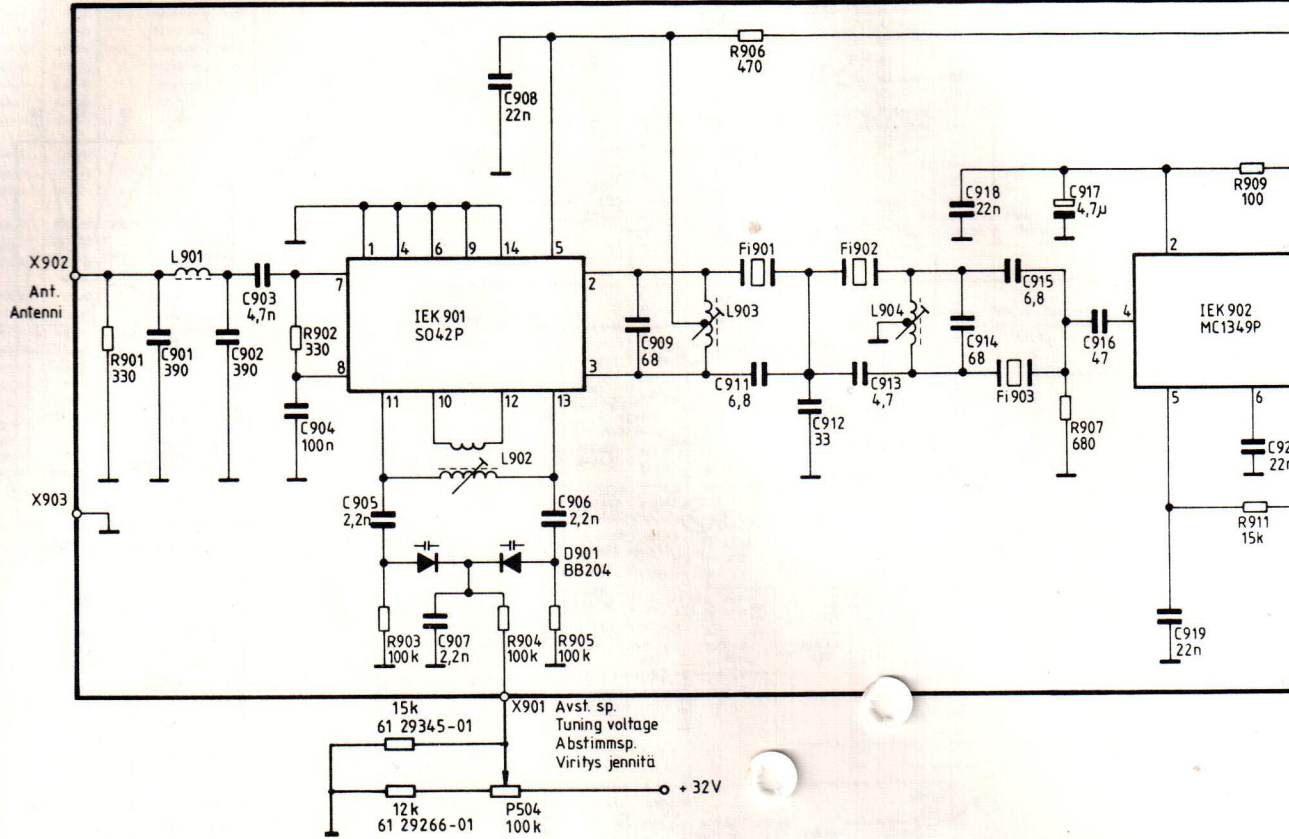 R906
470
C908
22n
C918
22n
C917
4,7µ
R909
100
X902
Ant.
Antenni
L901
C903
4,7n
R901
330
C901
390
C902
390
R902
330
C904
100n
1
4
6
9
14
5
7
8
2
3
11
10
12
13
IEK 901
SO42P
L902
C905
2,2n
C906
2,2n
D901
BB204
R903
100k
C907
2,2n
R904
100k
R905
100k
X903
C909
68
L903
Fi901
Fi902
C911
6,8
C912
33
C913
4,7
L904
C914
68
C915
6,8
Fi903
C916
47
R907
680
2
4
5
6
IEK 902
MC1349P
C92
22n
R911
15k
C919
22n
X901
Avst. sp.
Tuning voltage
Abstimmsp.
Viritys jennitä
15k
61 29345-01
12k
61 29266-01
P504
100k
+ 32V